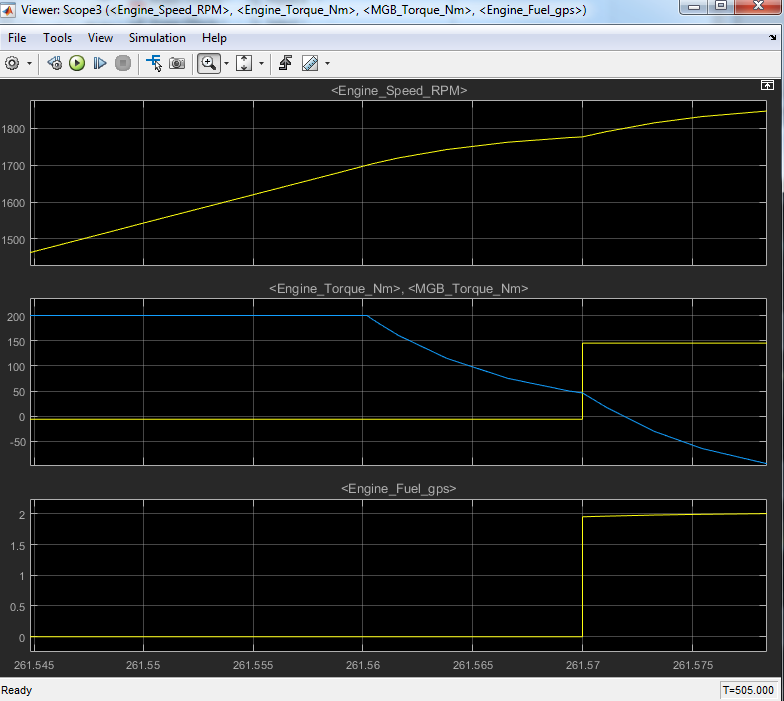 Viewer: Scope3 (<Engine_Speed_RPM>, <Engine_Torque_Nm>, <MGB_Torque_Nm>, <Engine_Fuel_gps>)
File Tools View Simulation Help
<Engine_Speed_RPM>
1800
1700
1600
1500
<Engine_Torque_Nm>, <MGB_Torque_Nm>
200
150
100
50
0
-50
<Engine_Fuel_gps>
2
1.5
1
0.5
0
261.545 261.55 261.555 261.56 261.565 261.57 261.575
Ready T=505.000